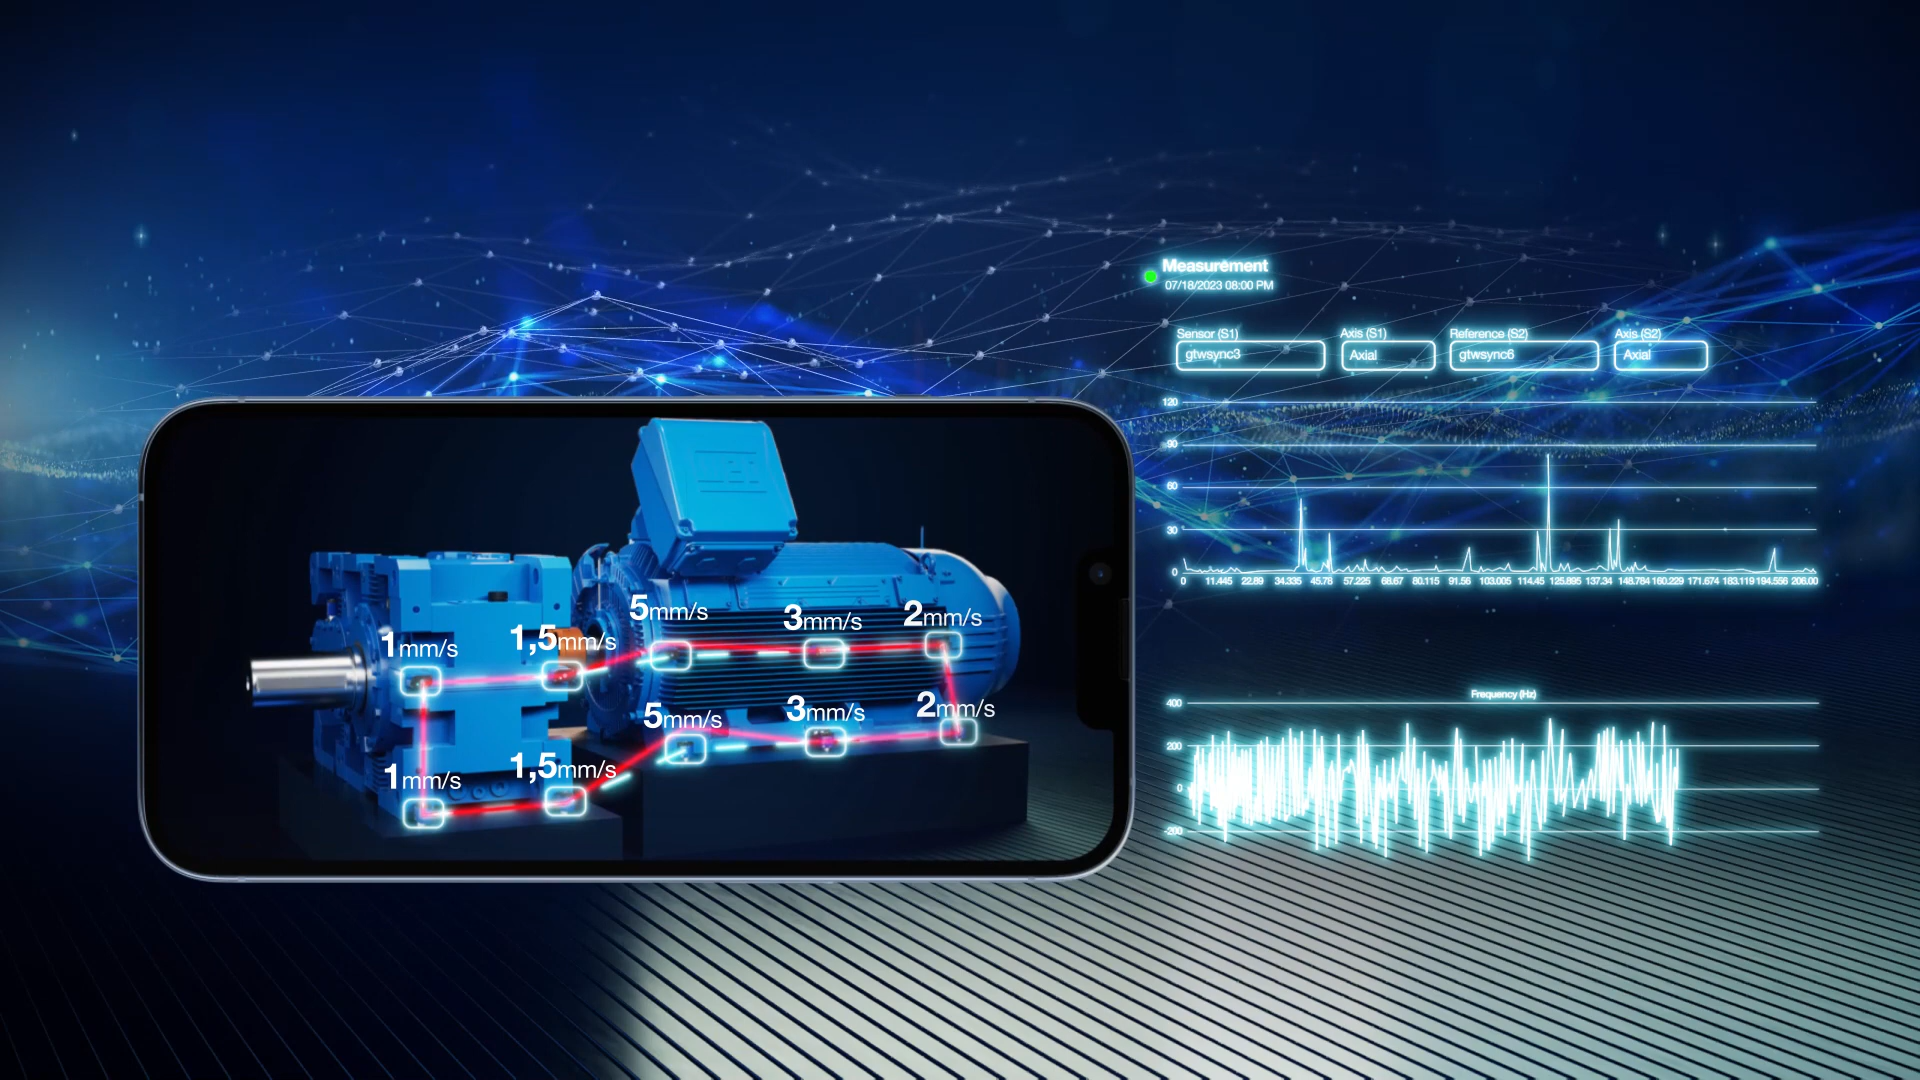 Measurement
07/18/2023 08:00 PM
Sensor (S1) Axis (S1) Reference (S2) Axis (S2)
gtwsync3 Axial gtwsync6 Axial
120
90
60
30
0
0 11.445 22.89 34.335 45.78 57.225 68.67 80.115 91.56 103.005 114.45 125.895 137.34 148.784 160.229 171.674 183.119 194.556 206.00
5mm/s 3mm/s 2mm/s
1mm/s 1,5mm/s
5mm/s 3mm/s 2mm/s
1mm/s 1,5mm/s
Frequency (Hz)
400
200
0
-200